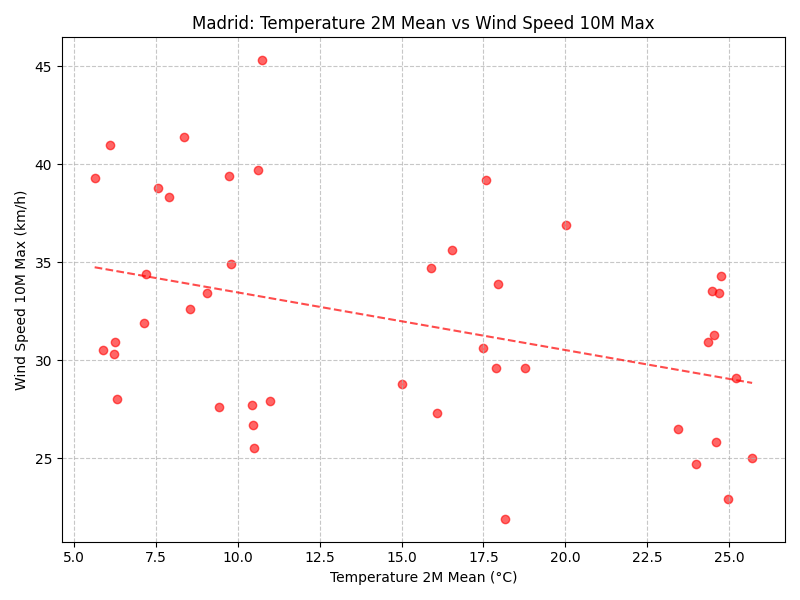 Madrid: Temperature 2M Mean vs Wind Speed 10M Max
Wind Speed 10M Max (km/h)
45
40
35
30
25
5.0 7.5 10.0 12.5 15.0 17.5 20.0 22.5 25.0
Temperature 2M Mean (°C)